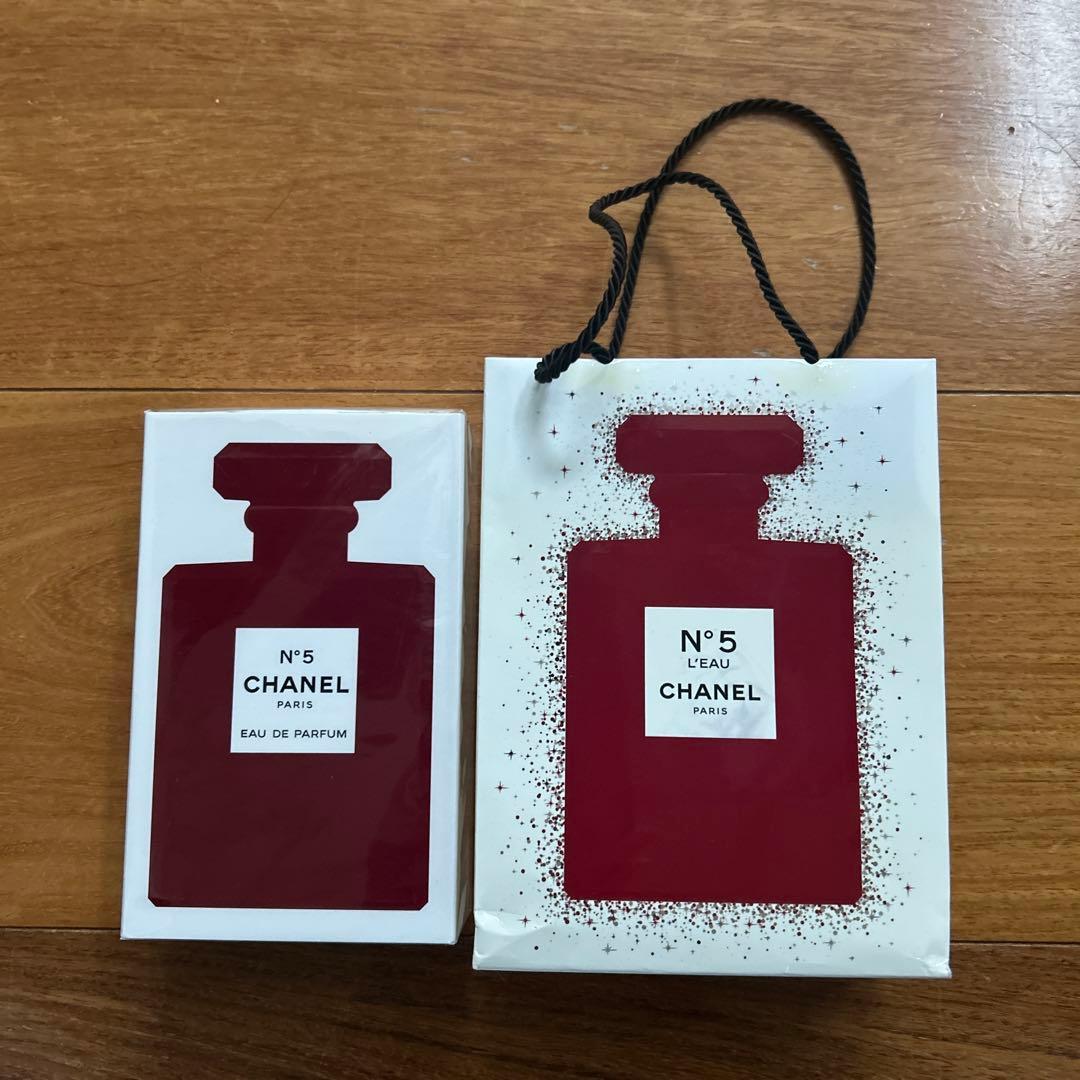 N°5
CHANEL
PARIS
EAU DE PARFUM
N°5
L'EAU
CHANEL
PARIS